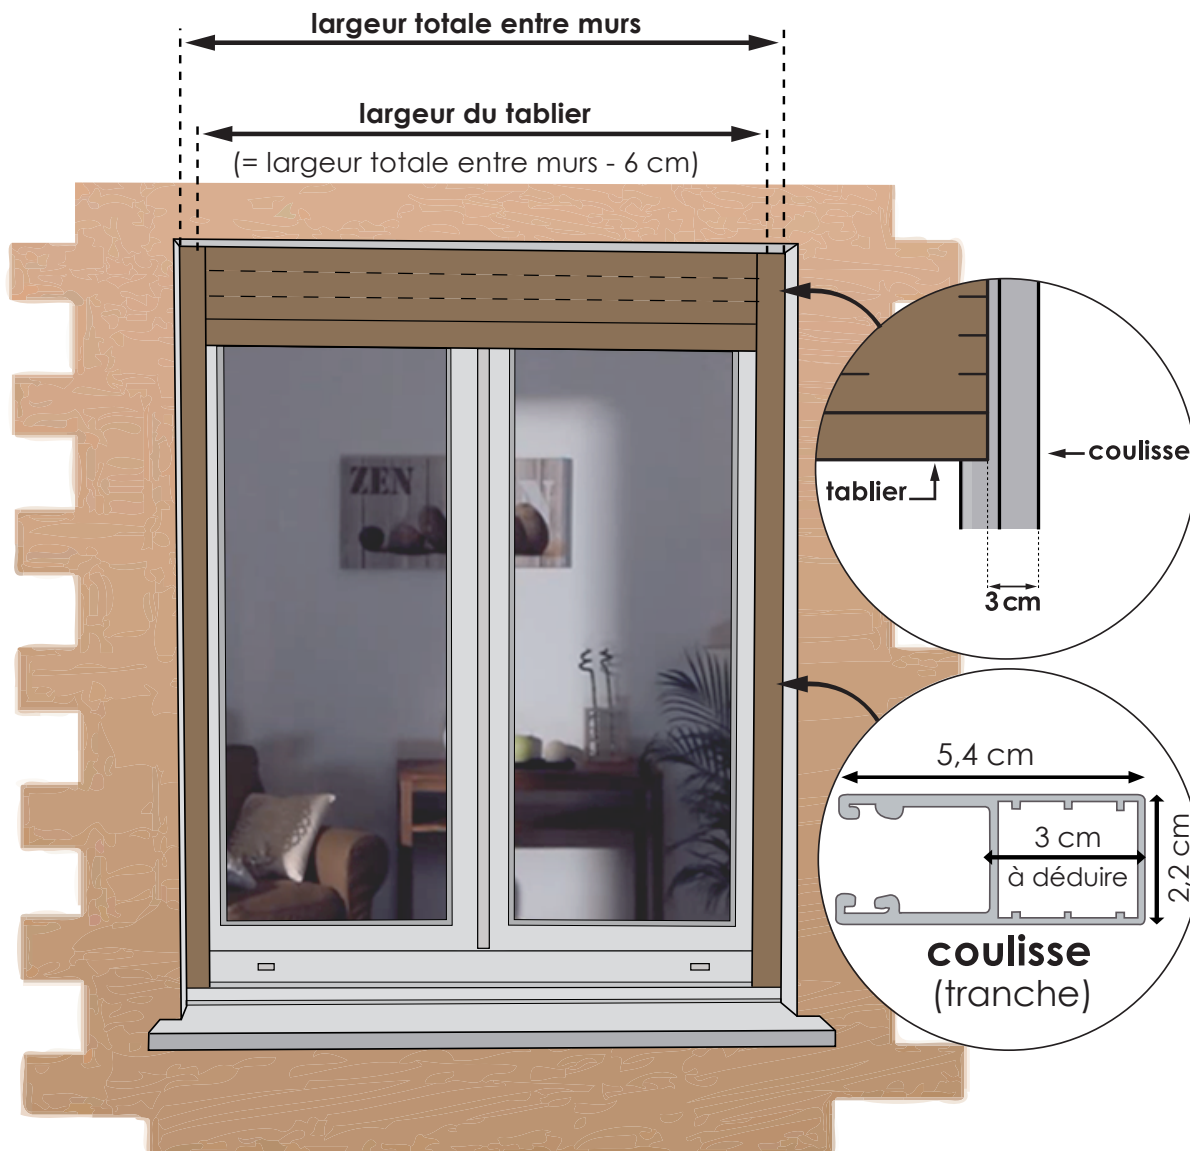 largeur totale entre murs
largeur du tablier
(= largeur totale entre murs - 6 cm)
ZEN
N
coulisse
tablier
3 cm
5,4 cm
3 cm
à déduire
2,2 cm
coulisse
(tranche)